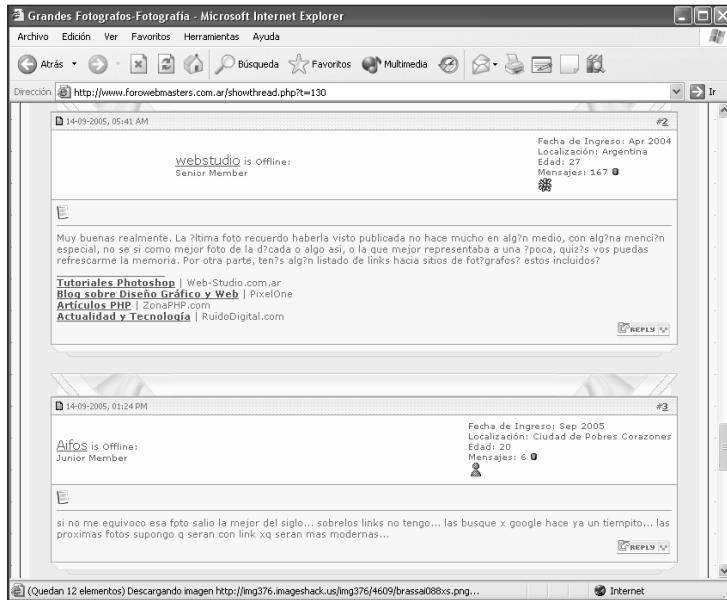 Grandes Fotografos-Fotografía - Microsoft Internet Explorer
Archivo Edición Ver Favoritos Herramientas Ayuda
Atrás Búsqueda Favoritos Multimedia
Dirección http://www.forowebmasters.com.ar/showthread.php?t=130 Ir
14-09-2005, 05:41 AM #2
webstudio is Offline:
Senior Member
Fecha de Ingreso: Apr 2004
Localización: Argentina
Edad: 27
Mensajes: 167
Muy buenas realmente. La ?ltima foto recuerdo haberla visto publicada no hace mucho en alg?n medio, con alg?na menci?n
especial, no se si como mejor foto de la d?cada o algo asi, o la que mejor representaba a una ?poca, quiz?s vos puedas
refrescarme la memoria. Por otra parte, ten?s alg?n listado de links hacia sitios de fot?grafos? estos incluidos?
Tutoriales Photoshop | Web-Studio.com.ar
Blog sobre Diseño Gráfico y Web | PixelOne
Artículos PHP | ZonaPHP.com
Actualidad y Tecnología | RuidoDigital.com
REPLY
14-09-2005, 01:24 PM #3
Aifos is Offline:
Junior Member
Fecha de Ingreso: Sep 2005
Localización: Ciudad de Pobres Corazones
Edad: 20
Mensajes: 6
si no me equivoco esa foto salio la mejor del siglo... sobrelos links no tengo... las busque x google hace ya un tiempito... las
proximas fotos supongo q seran con link xq seran mas modernas...
REPLY
(Quedan 12 elementos) Descargando imagen http://img376.imageshack.us/img376/4609/brassai088xs.png... Internet